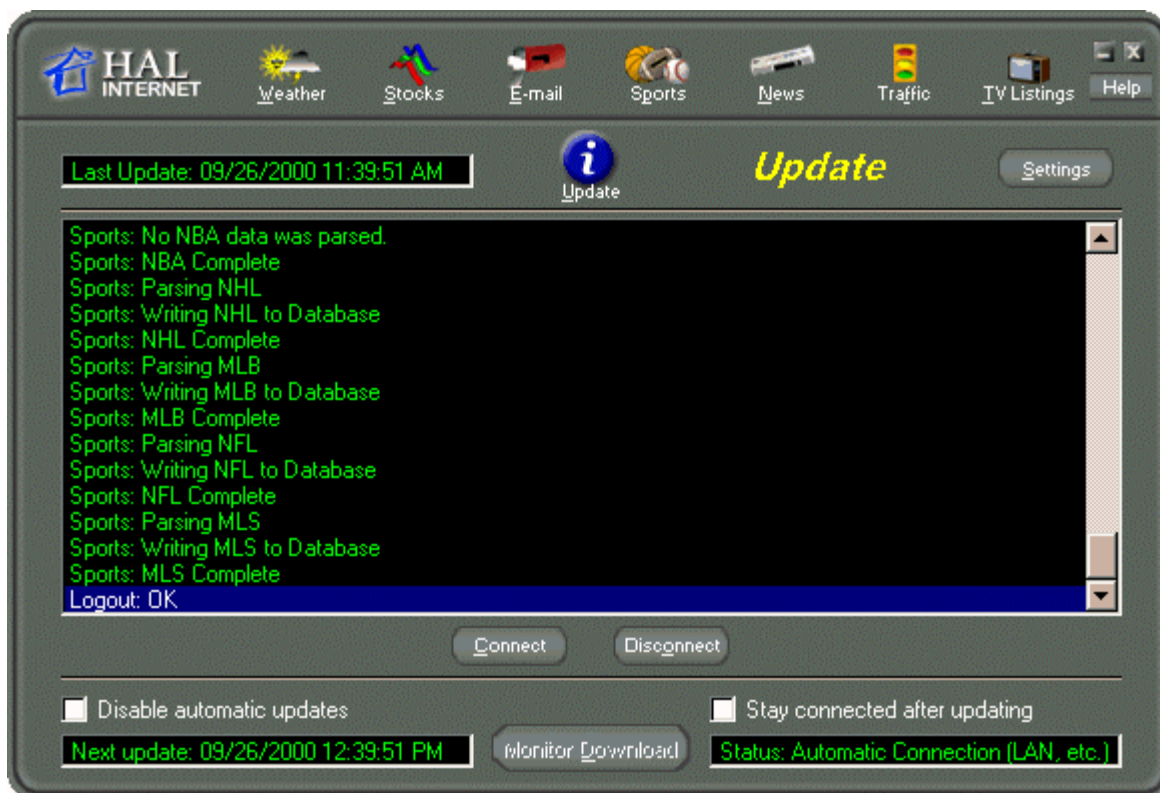 HAL
INTERNET
Weather
Stocks
E-mail
Sports
News
Traffic
TV Listings
Help
Last Update: 09/26/2000 11:39:51 AM
Update
Update
Settings
Sports: No NBA data was parsed.
Sports: NBA Complete
Sports: Parsing NHL
Sports: Writing NHL to Database
Sports: NHL Complete
Sports: Parsing MLB
Sports: Writing MLB to Database
Sports: MLB Complete
Sports: Parsing NFL
Sports: Writing NFL to Database
Sports: NFL Complete
Sports: Parsing MLS
Sports: Writing MLS to Database
Sports: MLS Complete
Logout: OK
Connect
Disconnect
Disable automatic updates
Stay connected after updating
Next update: 09/26/2000 12:39:51 PM
Monitor Download
Status: Automatic Connection (LAN, etc.)